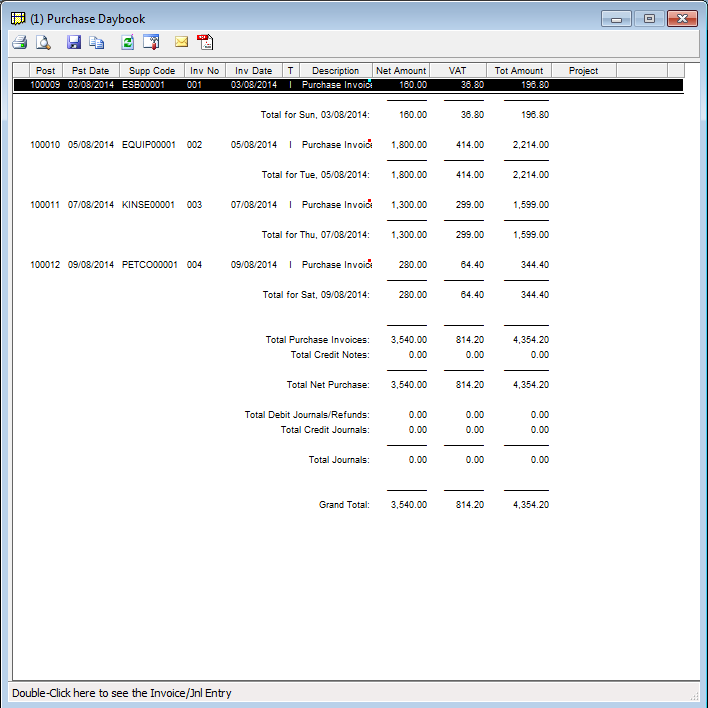 (1) Purchase Daybook
Post Pst Date Supp Code Inv No Inv Date T Description Net Amount VAT Tot Amount Project
100009 03/08/2014 ESB00001 001 03/08/2014 I Purchase Invoic 160.00 36.80 196.80
Total for Sun, 03/08/2014: 160.00 36.80 196.80
100010 05/08/2014 EQUIP00001 002 05/08/2014 I Purchase Invoic 1,800.00 414.00 2,214.00
Total for Tue, 05/08/2014: 1,800.00 414.00 2,214.00
100011 07/08/2014 KINSE00001 003 07/08/2014 I Purchase Invoic 1,300.00 299.00 1,599.00
Total for Thu, 07/08/2014: 1,300.00 299.00 1,599.00
100012 09/08/2014 PETCO00001 004 09/08/2014 I Purchase Invoic 280.00 64.40 344.40
Total for Sat, 09/08/2014: 280.00 64.40 344.40
Total Purchase Invoices: 3,540.00 814.20 4,354.20
Total Credit Notes: 0.00 0.00 0.00
Total Net Purchase: 3,540.00 814.20 4,354.20
Total Debit Journals/Refunds: 0.00 0.00 0.00
Total Credit Journals: 0.00 0.00 0.00
Total Journals: 0.00 0.00 0.00
Grand Total: 3,540.00 814.20 4,354.20
Double-Click here to see the Invoice/Jnl Entry